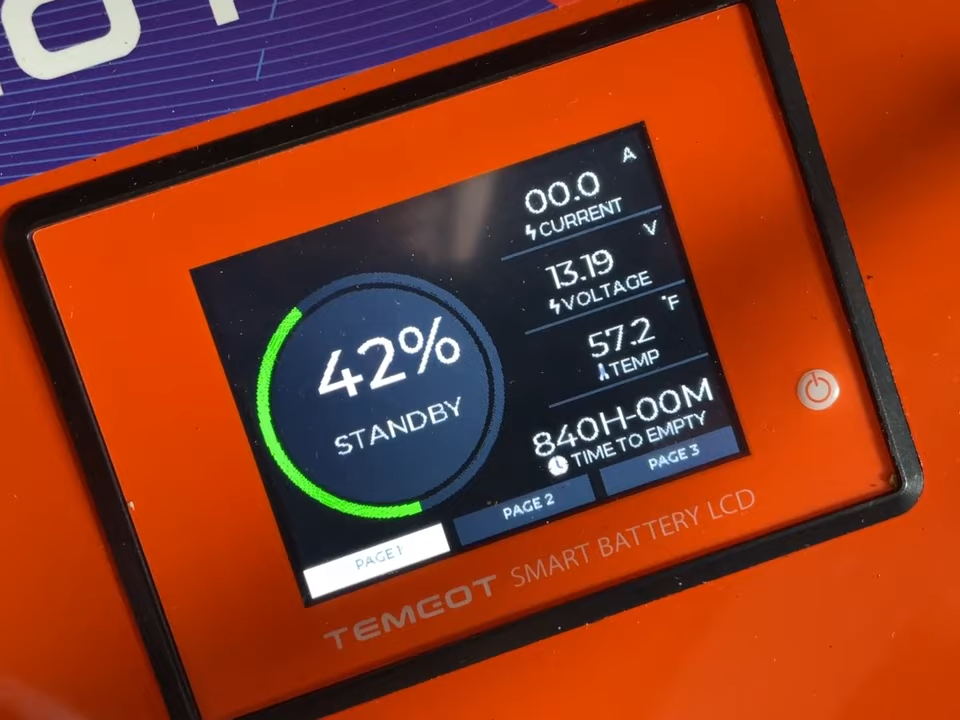 OT
42%
STANDBY
00.0 A
CURRENT
13.19 V
VOLTAGE
57.2 °F
TEMP
840H-00M
TIME TO EMPTY
PAGE 1
PAGE 2
PAGE 3
TEMGOT SMART BATTERY LCD